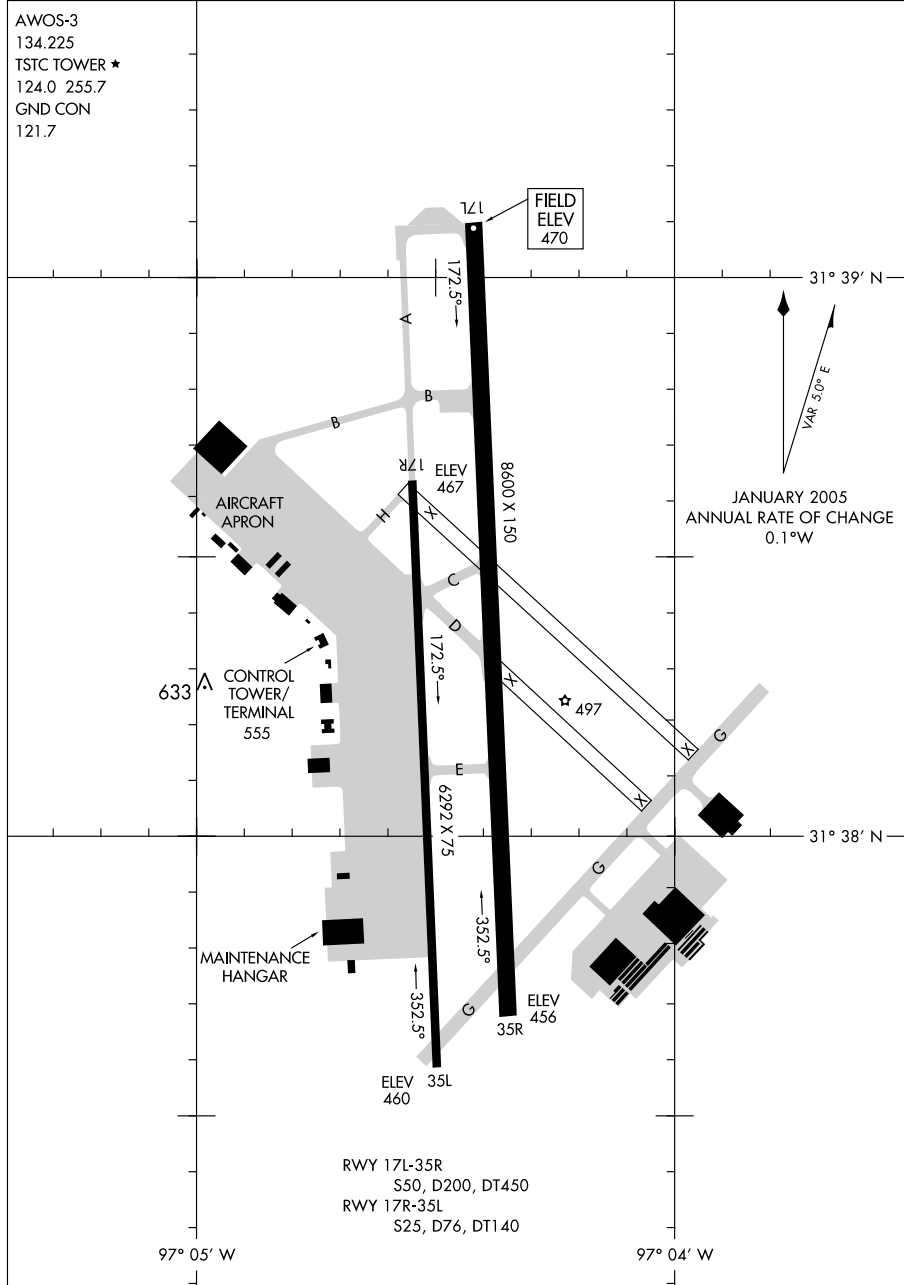 AWOS-3
134.225
TSTC TOWER ★
124.0 255.7
GND CON
121.7
17L
FIELD
ELEV
470
31° 39' N
172.5°
A
VAR 5.0° E
B
B
17R
ELEV
467
8600 X 150
JANUARY 2005
ANNUAL RATE OF CHANGE
0.1°W
AIRCRAFT
APRON
H
X
C
D
172.5°
CONTROL
TOWER/
TERMINAL
555
633
X
497
G
X
E
X
6292 X 75
31° 38' N
G
MAINTENANCE
HANGAR
352.5°
352.5°
G
ELEV
456
35R
ELEV
460
35L
RWY 17L-35R
S50, D200, DT450
RWY 17R-35L
S25, D76, DT140
97° 05' W
97° 04' W